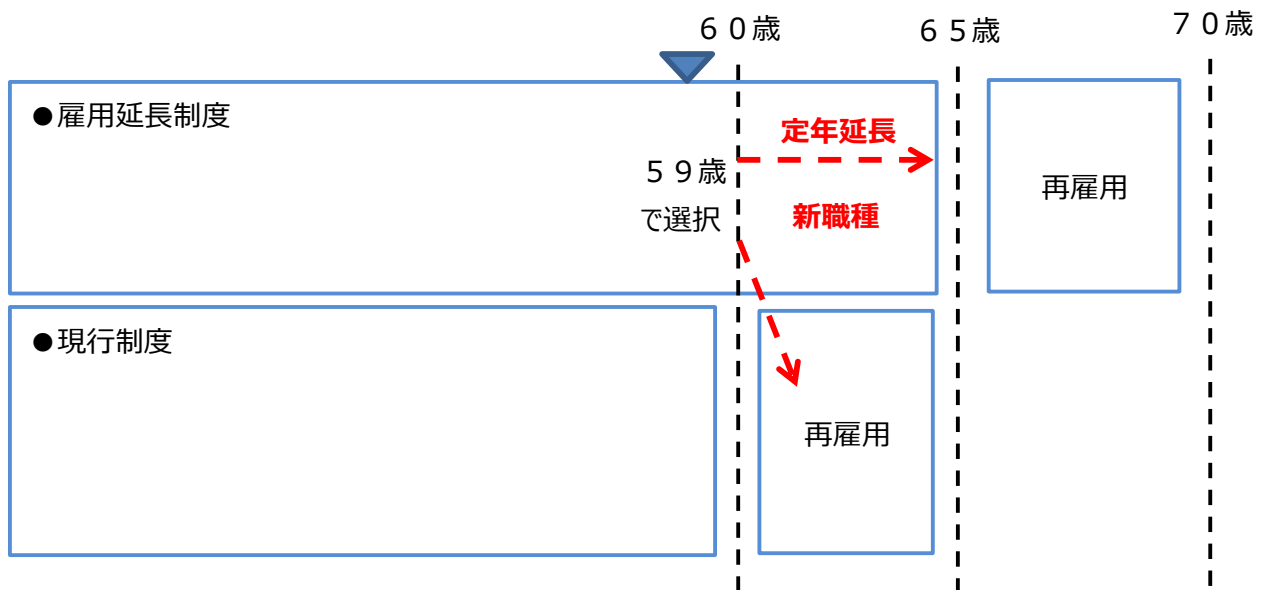 ６０歳
６５歳
７０歳
●雇用延長制度
定年延長
５９歳
で選択
新職種
再雇用
●現行制度
再雇用